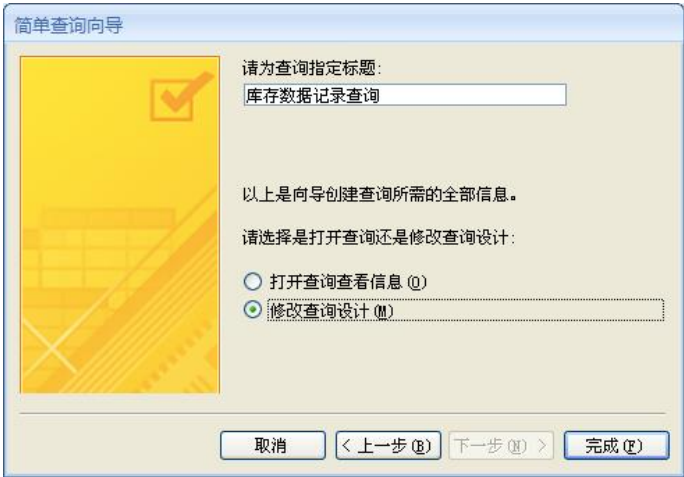 简单查询向导
请为查询指定标题:
库存数据记录查询
以上是向导创建查询所需的全部信息。
请选择是打开查询还是修改查询设计:
打开查询查看信息(O)
修改查询设计(M)
取消 < 上一步(B) 下一步(N) > 完成(F)